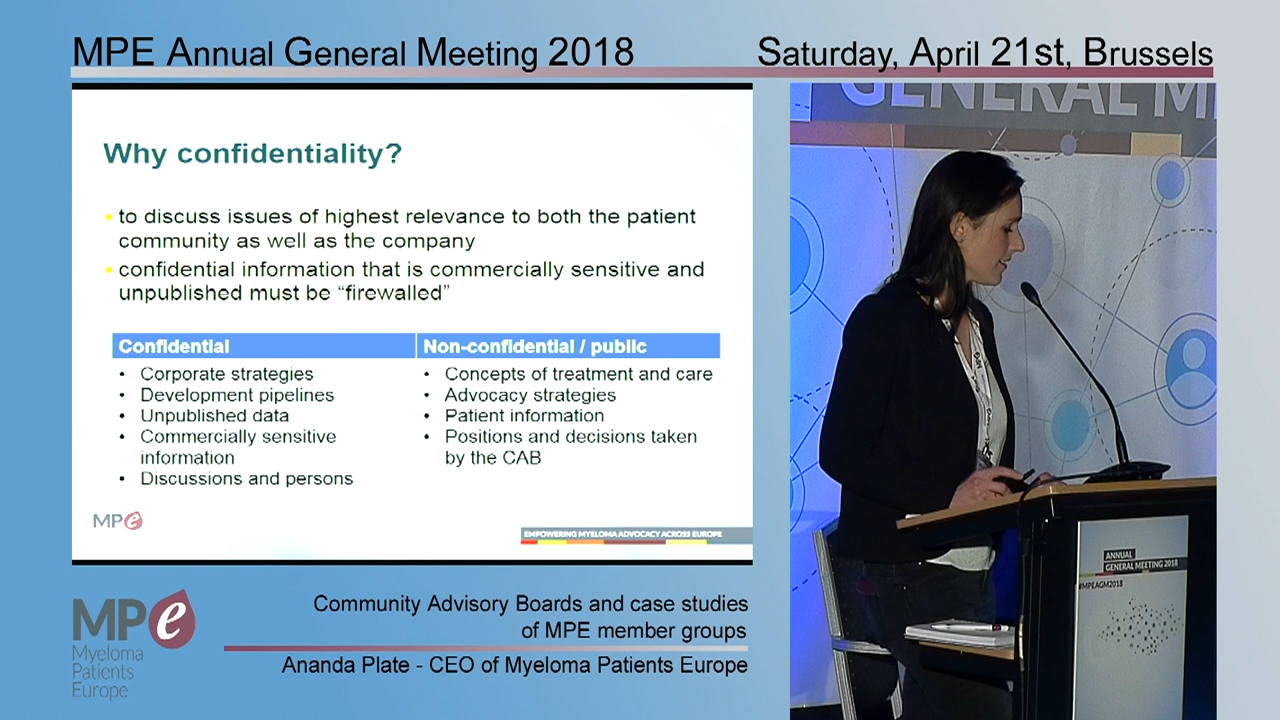 MPE Annual General Meeting 2018
Saturday, April 21st, Brussels
Why confidentiality?
to discuss issues of highest relevance to both the patient
community as well as the company
confidential information that is commercially sensitive and
unpublished must be “firewalled”
Confidential
• Corporate strategies
• Development pipelines
• Unpublished data
• Commercially sensitive
information
• Discussions and persons
Non-confidential / public
• Concepts of treatment and care
• Advocacy strategies
• Patient information
• Positions and decisions taken
by the CAB
MPe
EMPOWERING MYELOMA ADVOCACY ACROSS EUROPE
GENERAL M
ANNUAL
GENERAL MEETING 2018
#MPEAGM2018
MPe
Myeloma
Patients
Europe
Community Advisory Boards and case studies
of MPE member groups
Ananda Plate - CEO of Myeloma Patients Europe